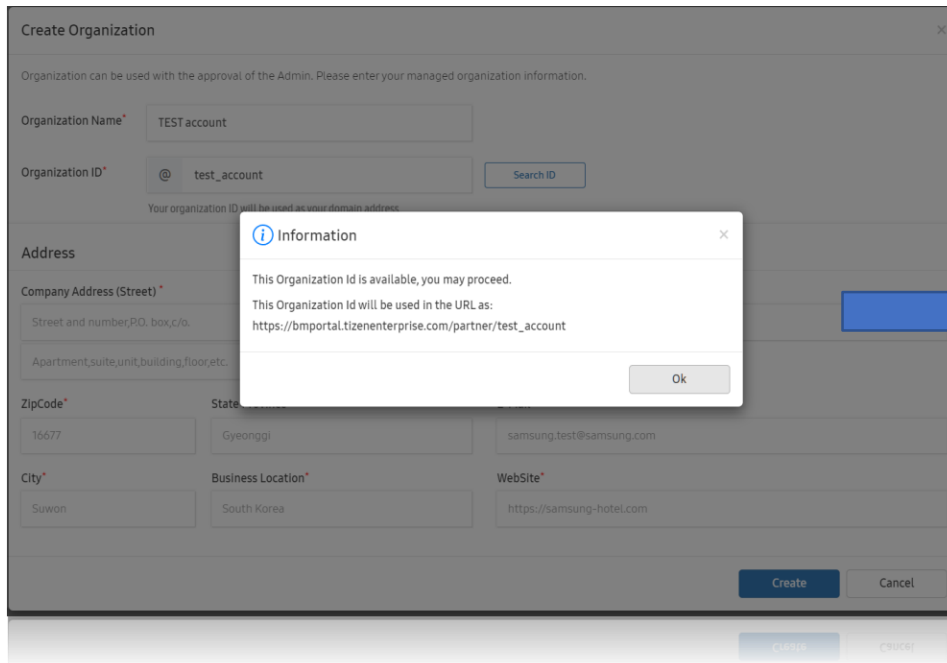 Create Organization
Organization can be used with the approval of the Admin. Please enter your managed organization information.
Organization Name* TEST account
Organization ID* @ test_account Search ID
Your organization ID will be used as your domain address
Information
This Organization Id is available, you may proceed.
This Organization Id will be used in the URL as:
https://bmportal.tizenenterprise.com/partner/test_account
Ok
Address
Company Address (Street) *
Street and number,P.O. box,c/o.
Apartment,suite,unit,building,floor,etc.
ZipCode* State
16677 Gyeonggi samsung.test@samsung.com
City* Business Location* WebSite*
Suwon South Korea https://samsung-hotel.com
Create Cancel